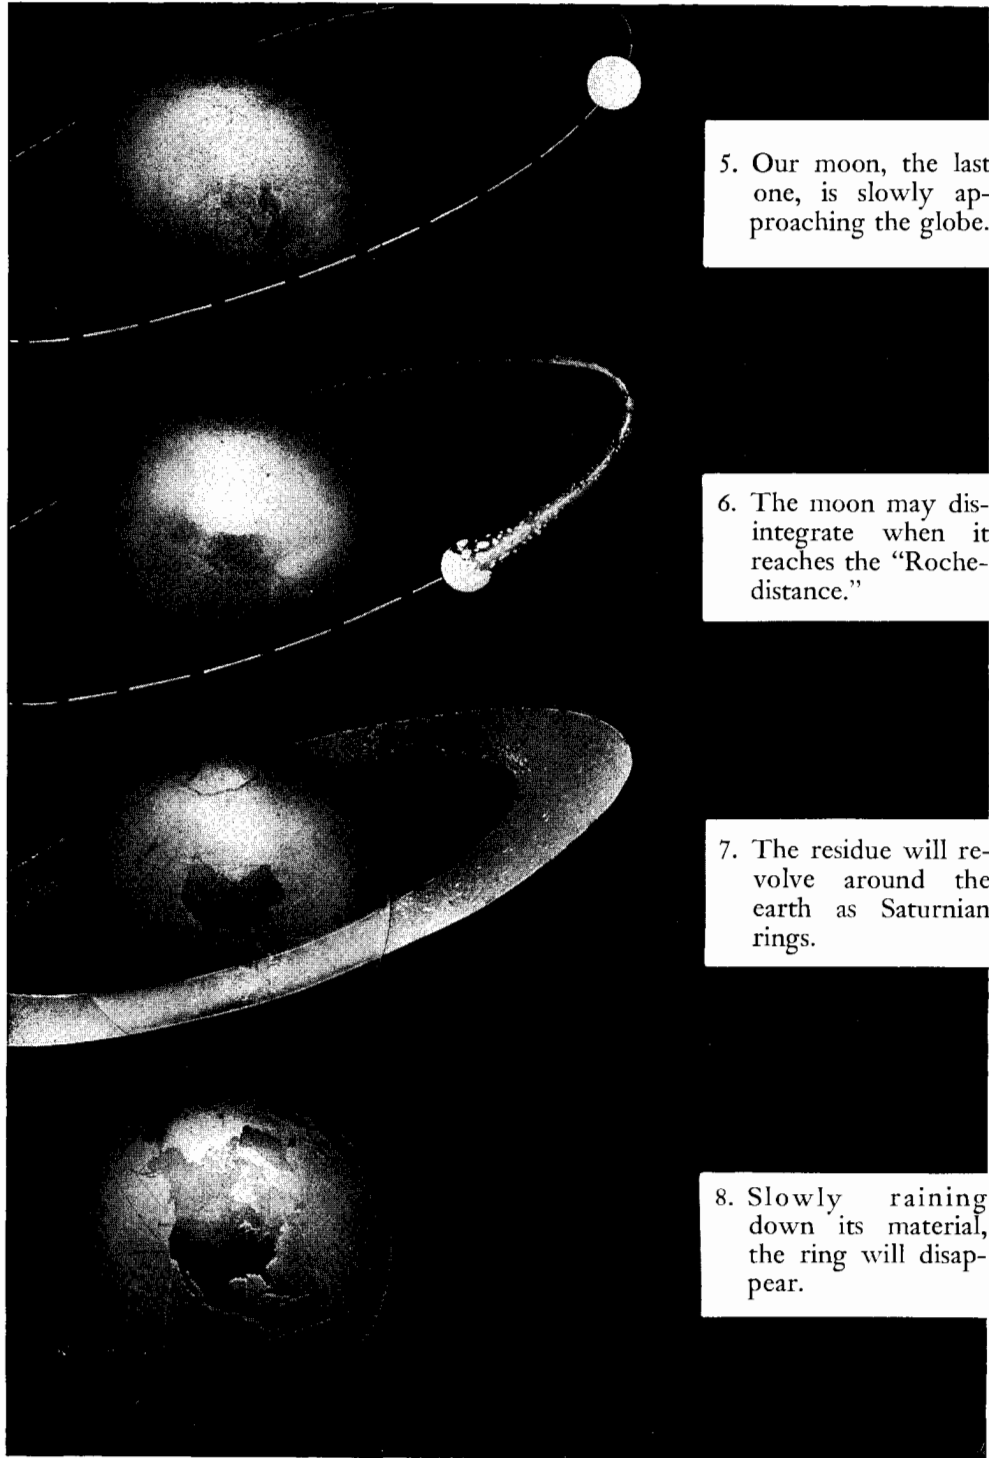 5. Our moon, the last
one, is slowly ap-
proaching the globe.
6. The moon may dis-
integrate when it
reaches the “Roche-
distance.”
7. The residue will re-
volve around the
earth as Saturnian
rings.
8. Slowly raining
down its material,
the ring will disap-
pear.